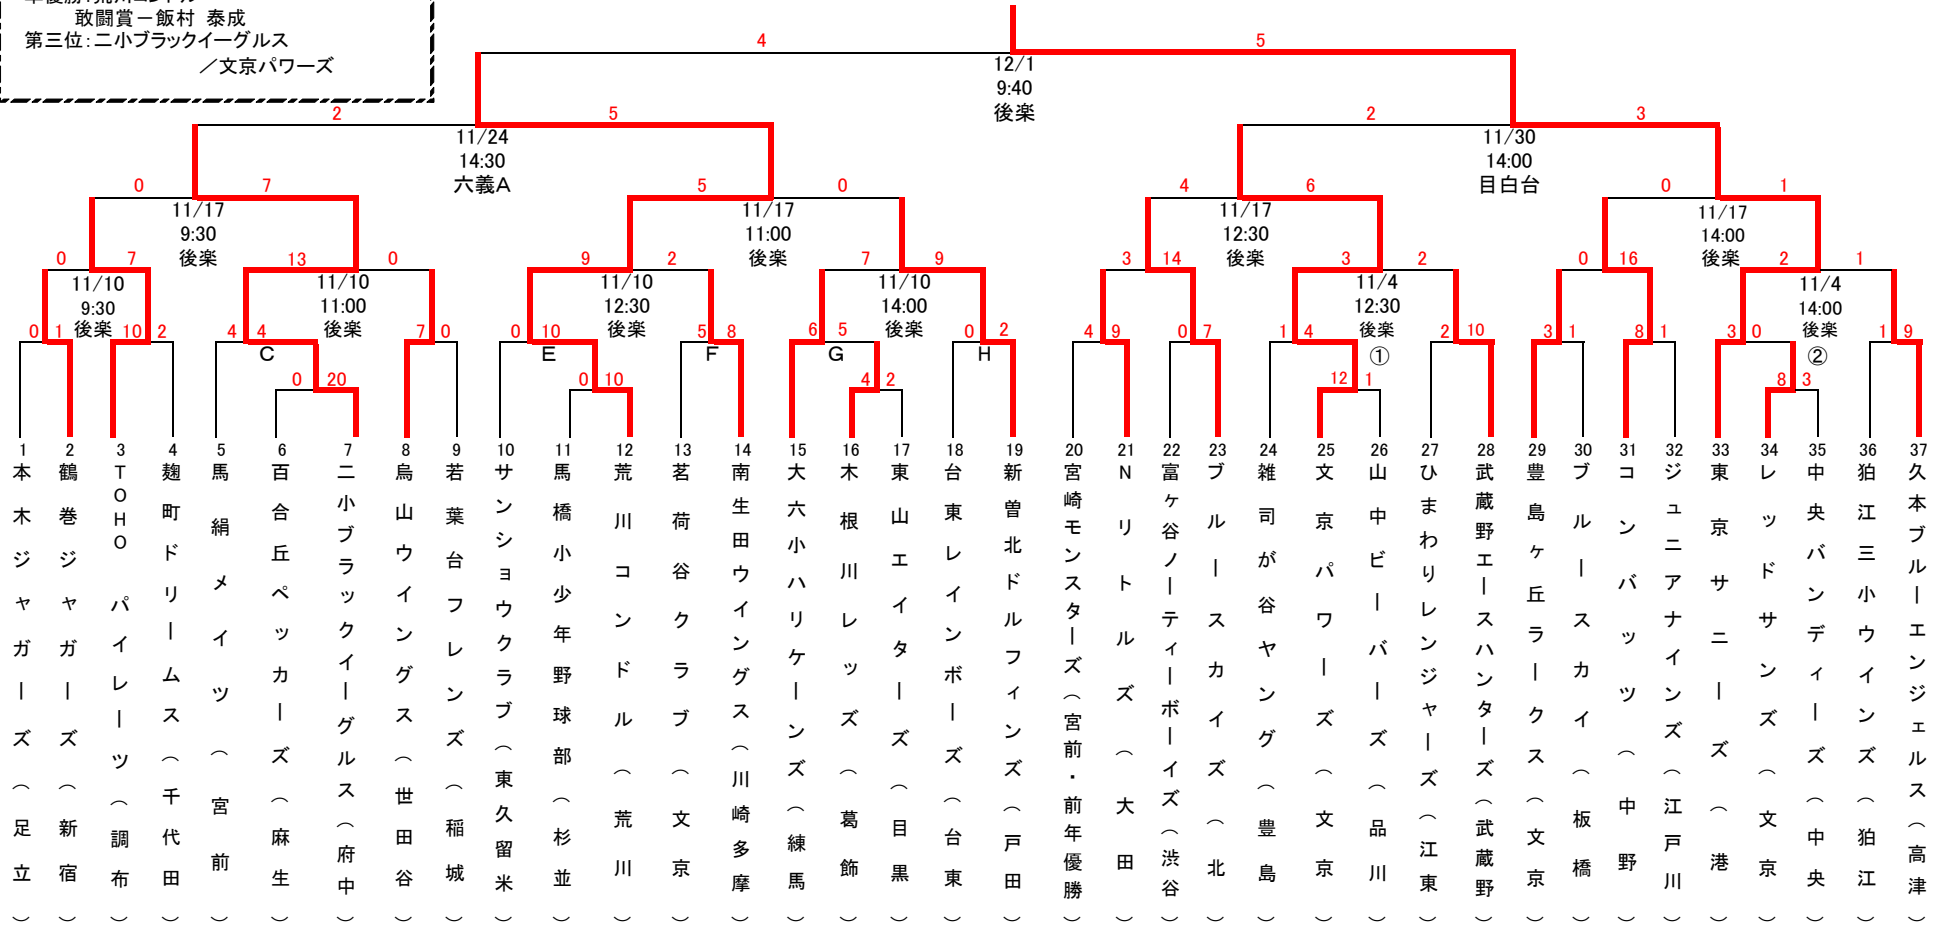 敢闘賞－飯村 泰成
第三位：二小ブラックイーグルス
／文京パワーズ
4
5
12/1
9:40
後楽
2
5
11/24
14:30
六義A
2
3
11/30
14:00
目白台
0
7
11/17
9:30
後楽
5
0
11/17
11:00
後楽
4
6
11/17
12:30
後楽
0
1
11/17
14:00
後楽
0
7
11/10
9:30
後楽
13
0
11/10
11:00
後楽
9
2
11/10
12:30
後楽
7
9
11/10
14:00
後楽
3
14
3
2
11/4
12:30
後楽
①
0
16
2
1
11/4
14:00
後楽
②
0
1
10
2
4
4
C
7
0
0
10
E
5
8
F
6
5
G
0
2
H
4
9
0
7
1
4
2
10
3
1
8
1
3
0
1
9
0
20
0
10
4
2
12
1
8
3
1 本木ジャガーズ（足立）
2 鶴巻ジャガーズ（新宿）
3 TOHO パイレーツ（調布）
4 麹町ドリームス（千代田）
5 馬絹メイツ（宮前）
6 百合丘ペッカーズ（麻生）
7 二小ブラックイーグルス（府中）
8 烏山ウイングス（世田谷）
9 若葉台フレンズ（稲城）
10 サンショウクラブ（東久留米）
11 馬橋小少年野球部（杉並）
12 荒川コンドル（荒川）
13 茗荷谷クラブ（文京）
14 南生田ウイングス（川崎多摩）
15 大六小ハリケーンズ（練馬）
16 木根川レッズ（葛飾）
17 東山エイターズ（目黒）
18 台東レインボーズ（台東）
19 新曽北ドルフィンズ（戸田）
20 宮崎モンスターズ（宮前・前年優勝）
21 Nリトルズ（大田）
22 富ヶ谷ノーティーボーイズ（渋谷）
23 ブルースカイズ（北）
24 雑司が谷ヤング（豊島）
25 文京パワーズ（文京）
26 山中ビーバーズ（品川）
27 ひまわりレンジャーズ（江東）
28 武蔵野エースハンターズ（武蔵野）
29 豊島ヶ丘ラークス（文京）
30 ブルースカイ（板橋）
31 コンバッツ（中野）
32 ジュニアナインズ（江戸川）
33 東京サニーズ（港）
34 レッドサンズ（文京）
35 中央バンディーズ（中央）
36 狛江三小ウインズ（狛江）
37 久本ブルーエンジェルス（高津）